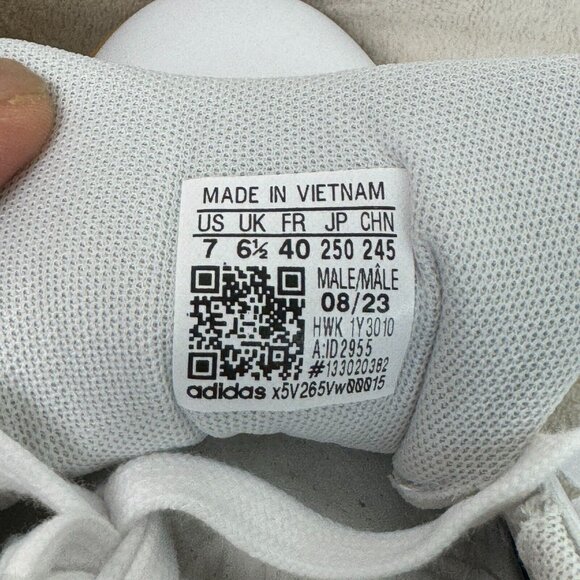 MADE IN VIETNAM
US UK FR JP CHN
7 6½ 40 250 245
MALE/MÂLE
08/23
HWK 1Y3010
A:ID2955
#133020382
adidas x5V265Vw00015